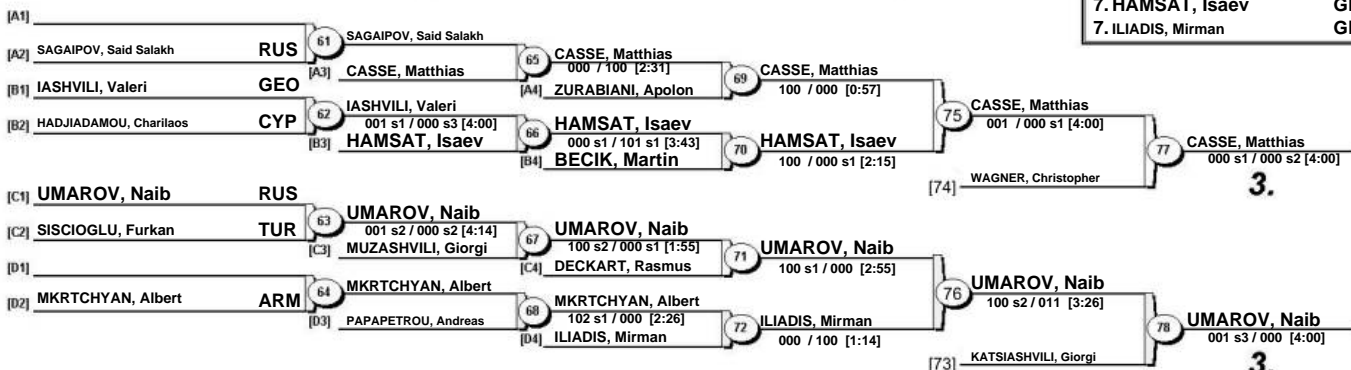 7. HAMSAT, Isaev
7. ILIADIS, Mirman
[A1]
[A2] SAGAIPOV, Said Salakh RUS
[B1] IASHVILI, Valeri GEO
[B2] HADJIADAMOU, Charilaos CYP
[C1] UMAROV, Naib RUS
[C2] SISCIOGLU, Furkan TUR
[D1]
[D2] MKRTCHYAN, Albert ARM
61 SAGAIPOV, Said Salakh
[A3] CASSE, Matthias
62 IASHVILI, Valeri
001 s1 / 000 s3 [4:00]
[B3] HAMSAT, Isaev
63 UMAROV, Naib
001 s2 / 000 s2 [4:14]
[C3] MUZASHVILI, Giorgi
64 MKRTCHYAN, Albert
[D3] PAPAPETROU, Andreas
65 CASSE, Matthias
000 / 100 [2:31]
[A4] ZURABIANI, Apolon
66 HAMSAT, Isaev
000 s1 / 101 s1 [3:43]
[B4] BECIK, Martin
67 UMAROV, Naib
100 s2 / 000 s1 [1:55]
[C4] DECKART, Rasmus
68 MKRTCHYAN, Albert
102 s1 / 000 [2:26]
[D4] ILIADIS, Mirman
69 CASSE, Matthias
100 / 000 [0:57]
70 HAMSAT, Isaev
100 / 000 s1 [2:15]
71 UMAROV, Naib
100 s1 / 000 [2:55]
72 ILIADIS, Mirman
000 / 100 [1:14]
75 CASSE, Matthias
001 / 000 s1 [4:00]
[74] WAGNER, Christopher
76 UMAROV, Naib
100 s2 / 011 [3:26]
[73] KATSIASHVILI, Giorgi
77 CASSE, Matthias
000 s1 / 000 s2 [4:00]
3.
78 UMAROV, Naib
001 s3 / 000 [4:00]
3.